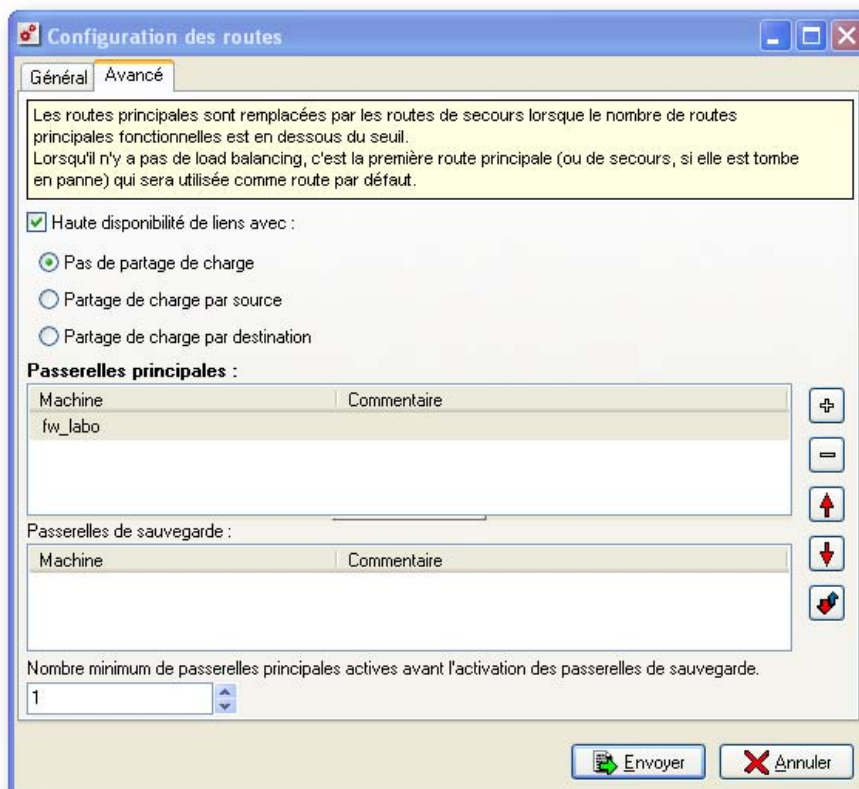 Configuration des routes
Général Avancé
Les routes principales sont remplacées par les routes de secours lorsque le nombre de routes
principales fonctionnelles est en dessous du seuil.
Lorsqu'il n'y a pas de load balancing, c'est la première route principale (ou de secours, si elle est tombe
en panne) qui sera utilisée comme route par défaut.
Haute disponibilité de liens avec :
Pas de partage de charge
Partage de charge par source
Partage de charge par destination
Passerelles principales :
Machine Commentaire
fw_labo
Passerelles de sauvegarde :
Machine Commentaire
Nombre minimum de passerelles principales actives avant l'activation des passerelles de sauvegarde.
1
Envoyer Annuler